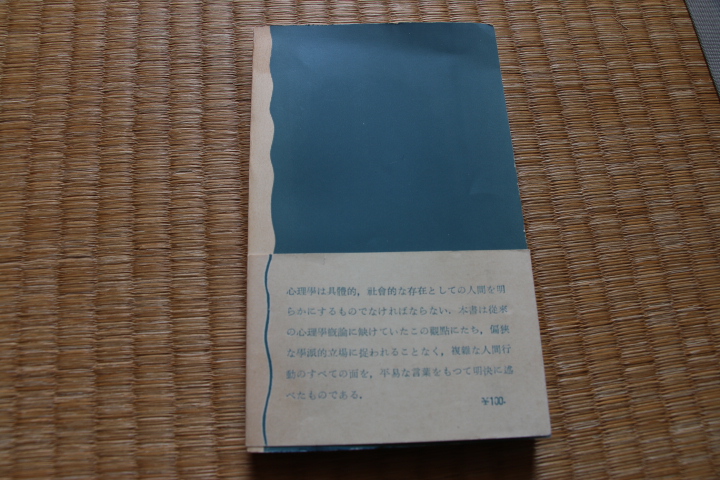 心理學は具體的，社會的な存在としての人間を明
らかにするものでなければならない．本書は従來
の心理學概論に缺けていたこの觀點にたち，偏狹
な學派的立場に捉われることなく，複雜な人間行
動のすべての面を，平易な言葉をもつて明快に述
べたものである．
￥100.